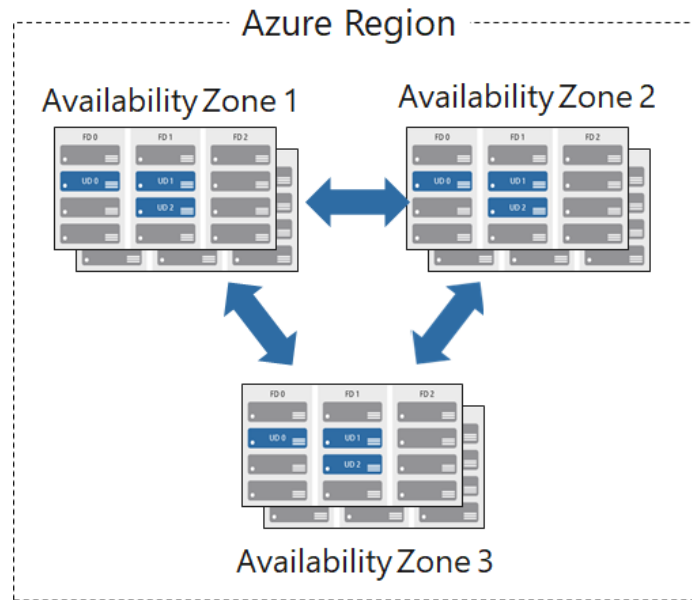 Azure Region
Availability Zone 1
FD 0 FD 1 FD 2
UD 0 UD 1
UD 2
Availability Zone 2
FD 0 FD 1 FD 2
UD 0 UD 1
UD 2
FD 0 FD 1 FD 2
UD 0 UD 1
UD 2
Availability Zone 3